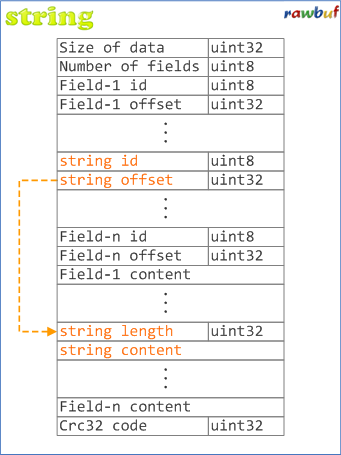 string
rawbuf
Size of data uint32
Number of fields uint8
Field-1 id uint8
Field-1 offset uint32
string id uint8
string offset uint32
Field-n id uint8
Field-n offset uint32
Field-1 content
string length uint32
string content
Field-n content
Crc32 code uint32